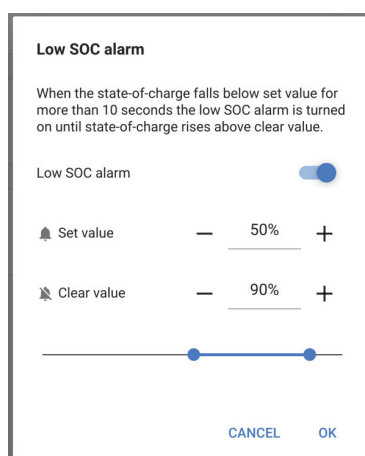 Low SOC alarm
When the state-of-charge falls below set value for
more than 10 seconds the low SOC alarm is turned
on until state-of-charge rises above clear value.
Low SOC alarm
Set value − 50% +
Clear value − 90% +
CANCEL OK